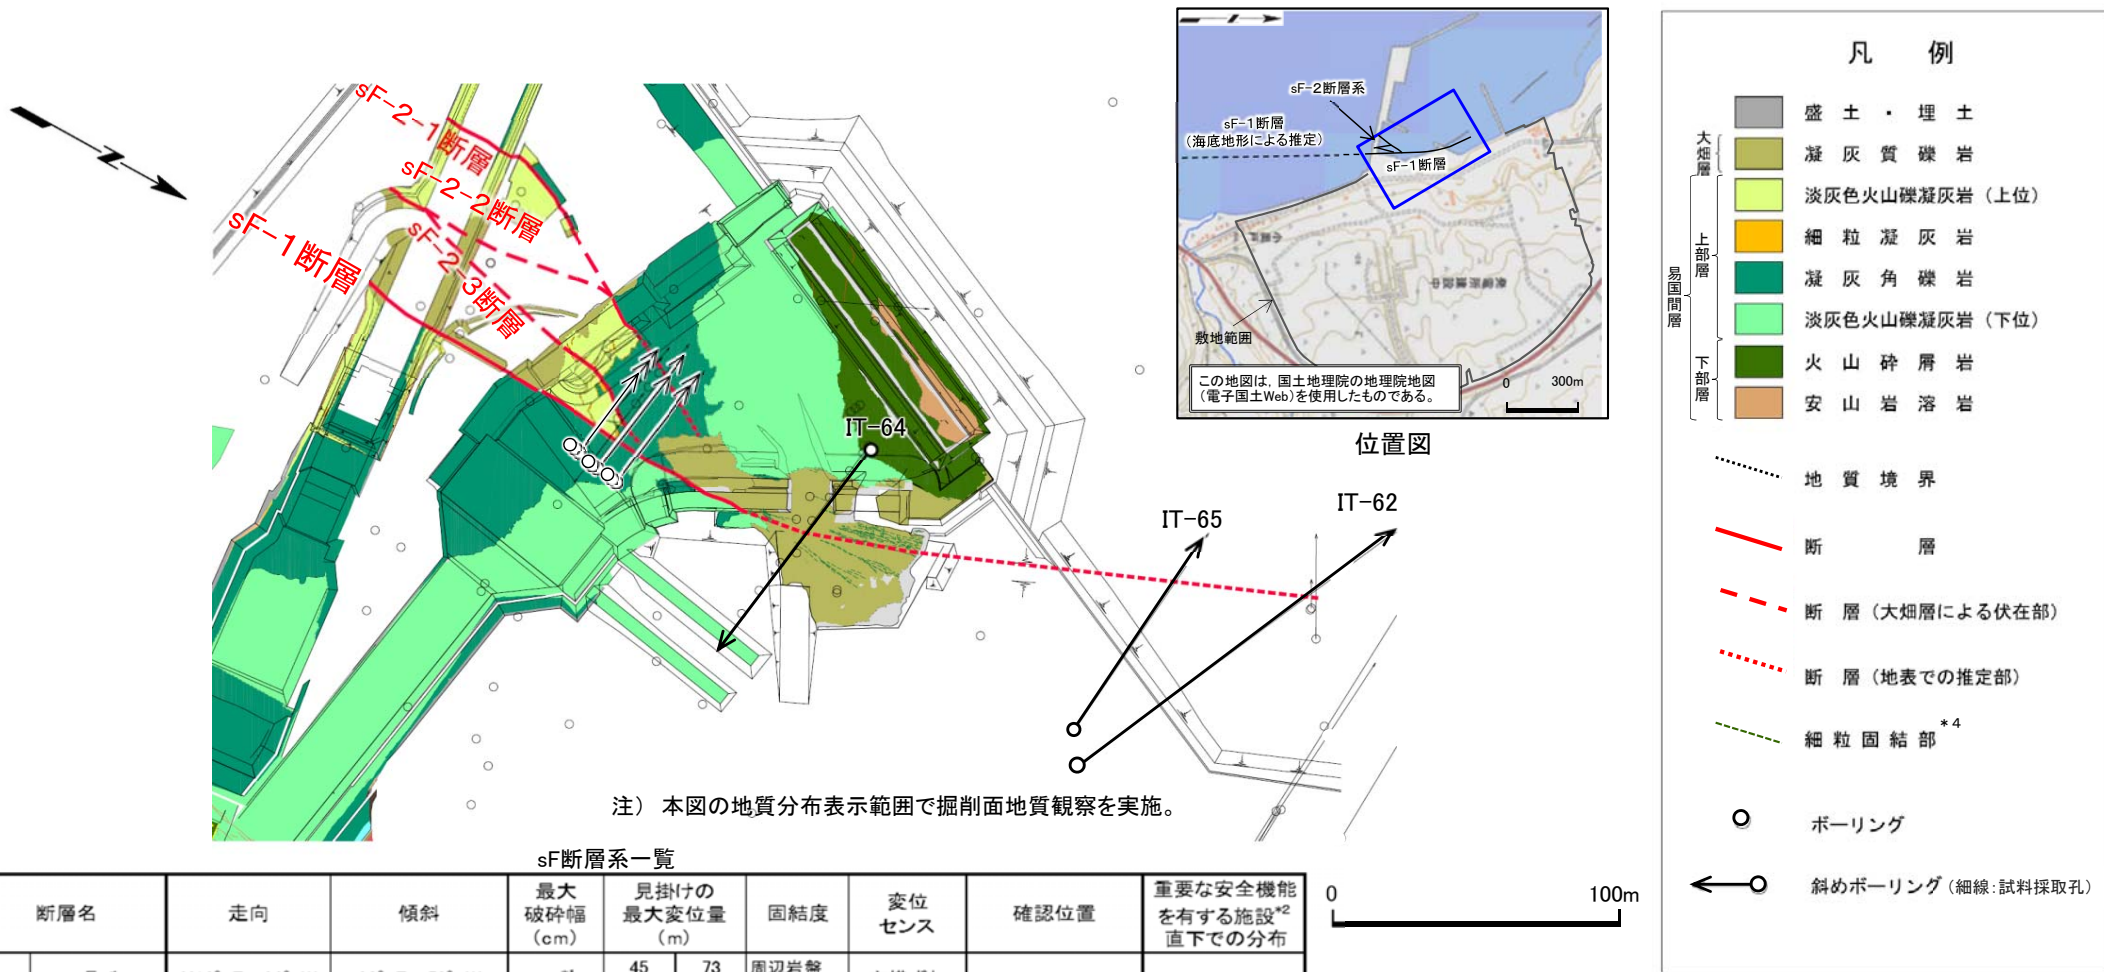 sF-2-1断層
sF-2-2断層
sF-2-3断層
sF-1断層
N
IT-64
IT-65
IT-62
注） 本図の地質分布表示範囲で掘削面地質観察を実施。
sF-2断層系
sF-1断層
（海底地形による推定）
sF-1断層
敷地範囲
この地図は，国土地理院の地理院地図
（電子国土Web）を使用したものである。
0 300m
位置図
凡 例
盛土・埋土
大畑層
凝灰質礫岩
易国間層
上部層
淡灰色火山礫凝灰岩（上位）
細粒凝灰岩
凝灰角礫岩
淡灰色火山礫凝灰岩（下位）
下部層
火山砕屑岩
安山岩溶岩
地質境界
断層
断層（大畑層による伏在部）
断層（地表での推定部）
細粒固結部*4
ボーリング
斜めボーリング（細線：試料採取孔）
0 100m
sF断層系一覧
断層名 走向 傾斜 最大破砕幅（cm） 見掛けの最大変位量（m） 固結度 変位センス 確認位置 重要な安全機能を有する施設*2直下での分布
45 73 周辺岩盤